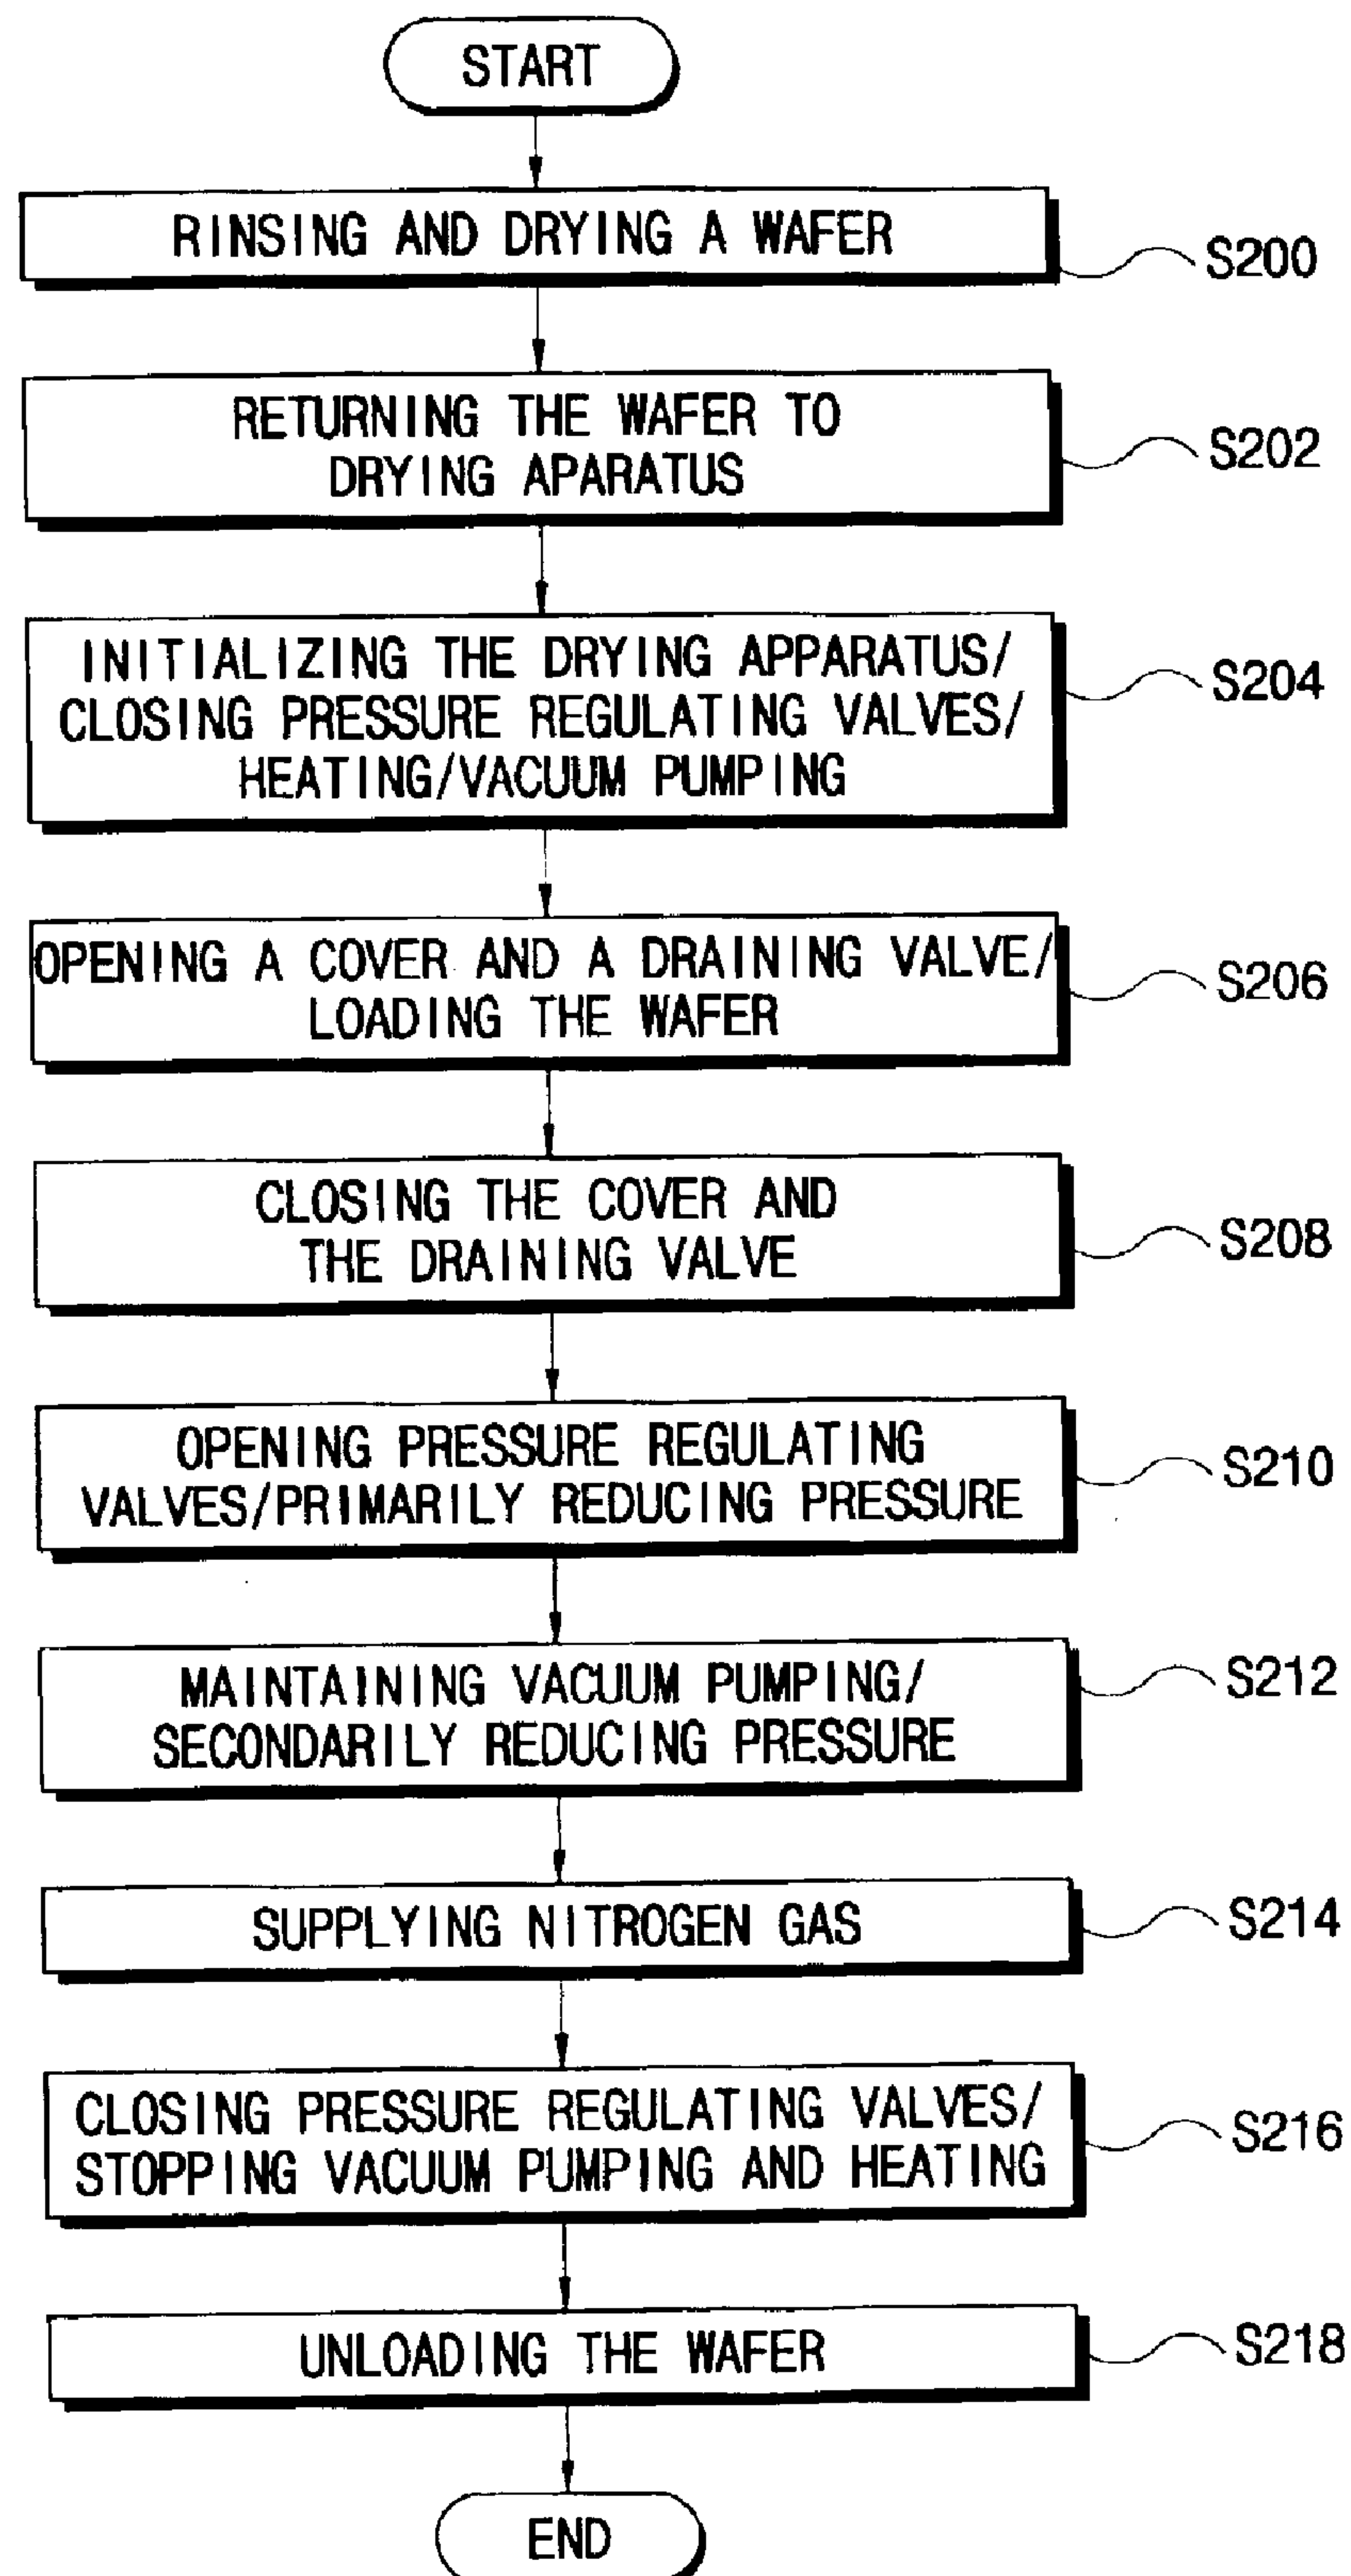 START
RINSING AND DRYING A WAFER
S200
RETURNING THE WAFER TO
DRYING APARATUS
S202
INITIALIZING THE DRYING APPARATUS/
CLOSING PRESSURE REGULATING VALVES/
HEATING/VACUUM PUMPING
S204
OPENING A COVER AND A DRAINING VALVE/
LOADING THE WAFER
S206
CLOSING THE COVER AND
THE DRAINING VALVE
S208
OPENING PRESSURE REGULATING
VALVES/PRIMARILY REDUCING PRESSURE
S210
MAINTAINING VACUUM PUMPING/
SECONDARILY REDUCING PRESSURE
S212
SUPPLYING NITROGEN GAS
S214
CLOSING PRESSURE REGULATING VALVES/
STOPPING VACUUM PUMPING AND HEATING
S216
UNLOADING THE WAFER
S218
END